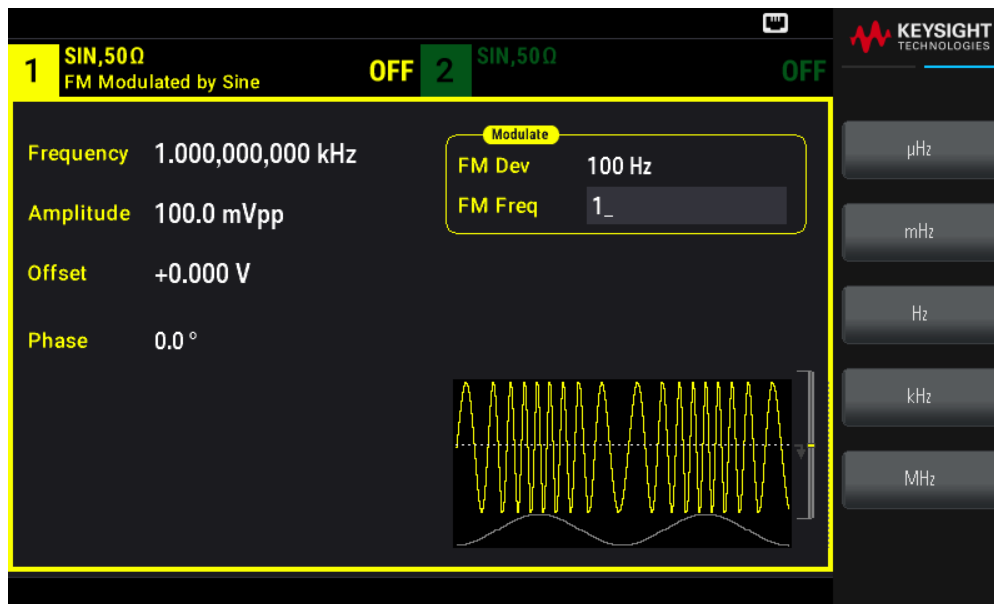 KEYSIGHT
TECHNOLOGIES
1 SIN,50Ω OFF 2 SIN,50Ω OFF
FM Modulated by Sine
Modulate
Frequency 1.000,000,000 kHz
FM Dev 100 Hz
Amplitude 100.0 mVpp
FM Freq 1_
Offset +0.000 V
Phase 0.0 °
μHz
mHz
Hz
kHz
MHz